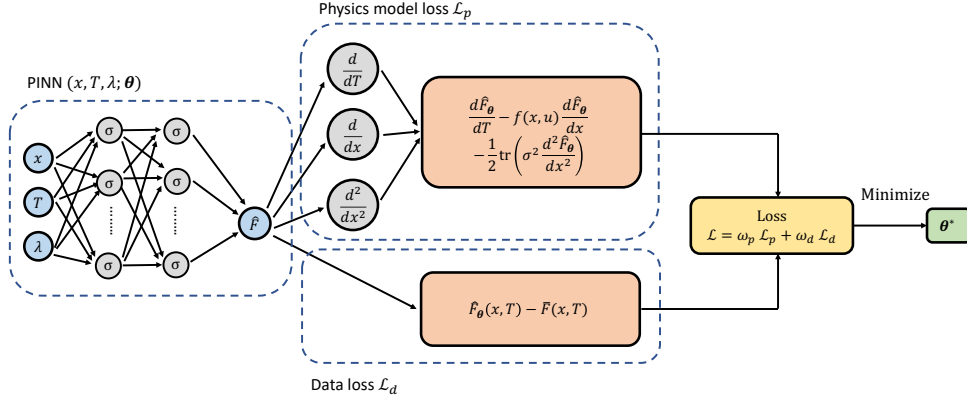 Physics model loss ℒ_p
PINN (x, T, λ; θ)
x
T
λ
σ
σ
σ
σ
σ
σ
F̂
d/dT
d/dx
d²/dx²
dF̂_θ/dT − f(x, u) dF̂_θ/dx
− 1/2 tr(σ² d²F̂_θ/dx²)
F̂_θ(x, T) − F̄(x, T)
Data loss ℒ_d
Loss
ℒ = ω_p ℒ_p + ω_d ℒ_d
Minimize
θ*